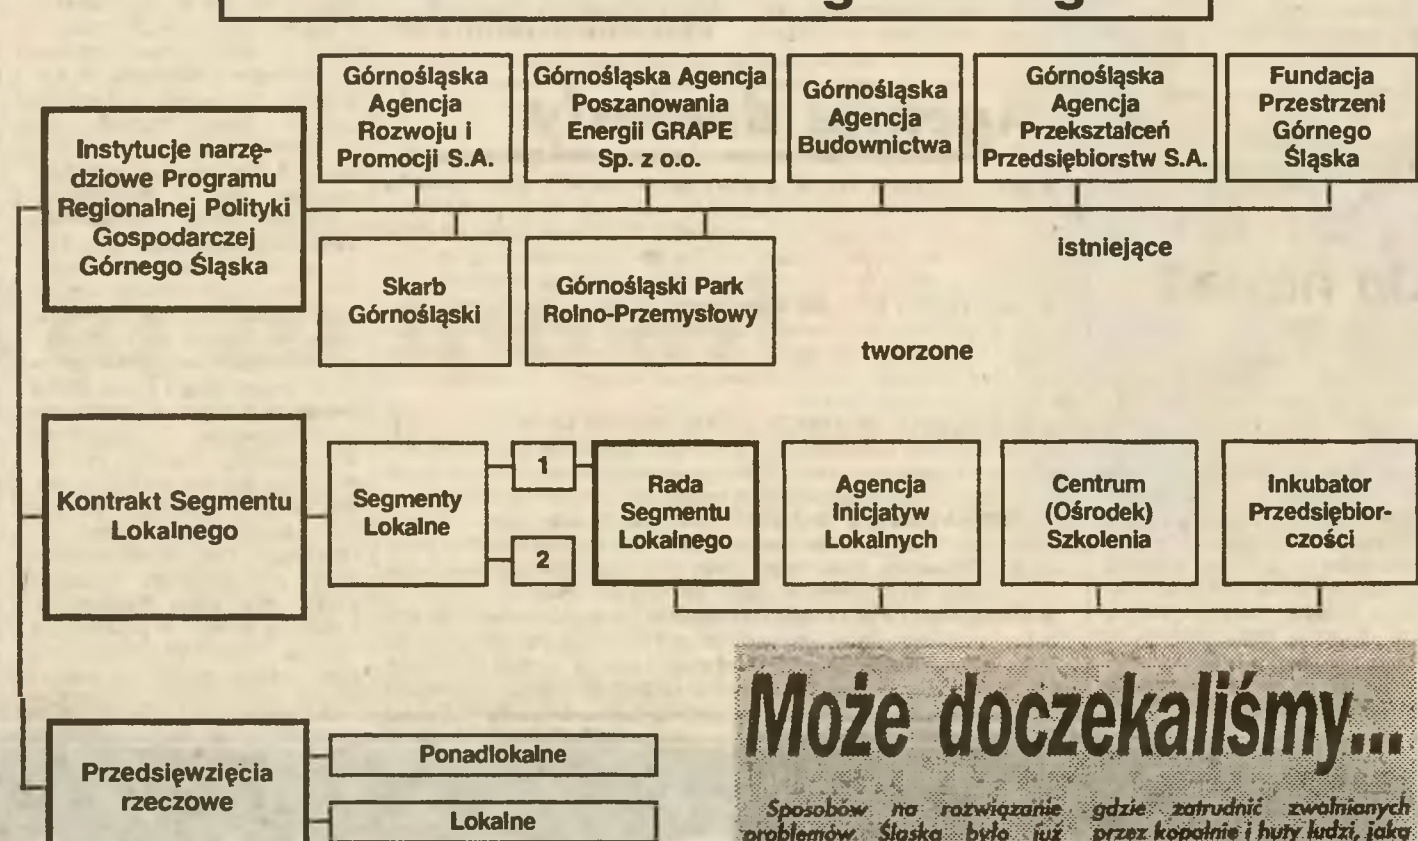 Górnośląska
Agencja
Rozwoju i
Promocji S.A.
Górnośląska Agencja
Poszanowania
Energii GRAPE
Sp. z o.o.
Górnośląska
Agencja
Budownictwa
Górnośląska
Agencja
Przekształceń
Przedsiębiorstw S.A.
Fundacja
Przestrzeni
Górnego
Śląska
Instytucje narzę-
dziowe Programu
Regionalnej Polityki
Gospodarczej
Górnego Śląska
istniejące
Skarb
Górnośląski
Górnośląski Park
Rolno-Przemysłowy
tworzone
Kontrakt Segmentu
Lokalnego
Segmenty
Lokalne
1
2
Rada
Segmentu
Lokalnego
Agencja
Inicjatyw
Lokalnych
Centrum
(Ośrodek)
Szkolenia
Inkubator
Przedsiębior-
czości
Przedsięwzięcia
rzeczowe
Ponadlokalne
Lokalne
Może doczekaliśmy...
Sposobów na rozwiązanie
problemów Śląska było już
gdzie zatrudnić zwalnianych
przez kopalnie i huty ludzi, jaką